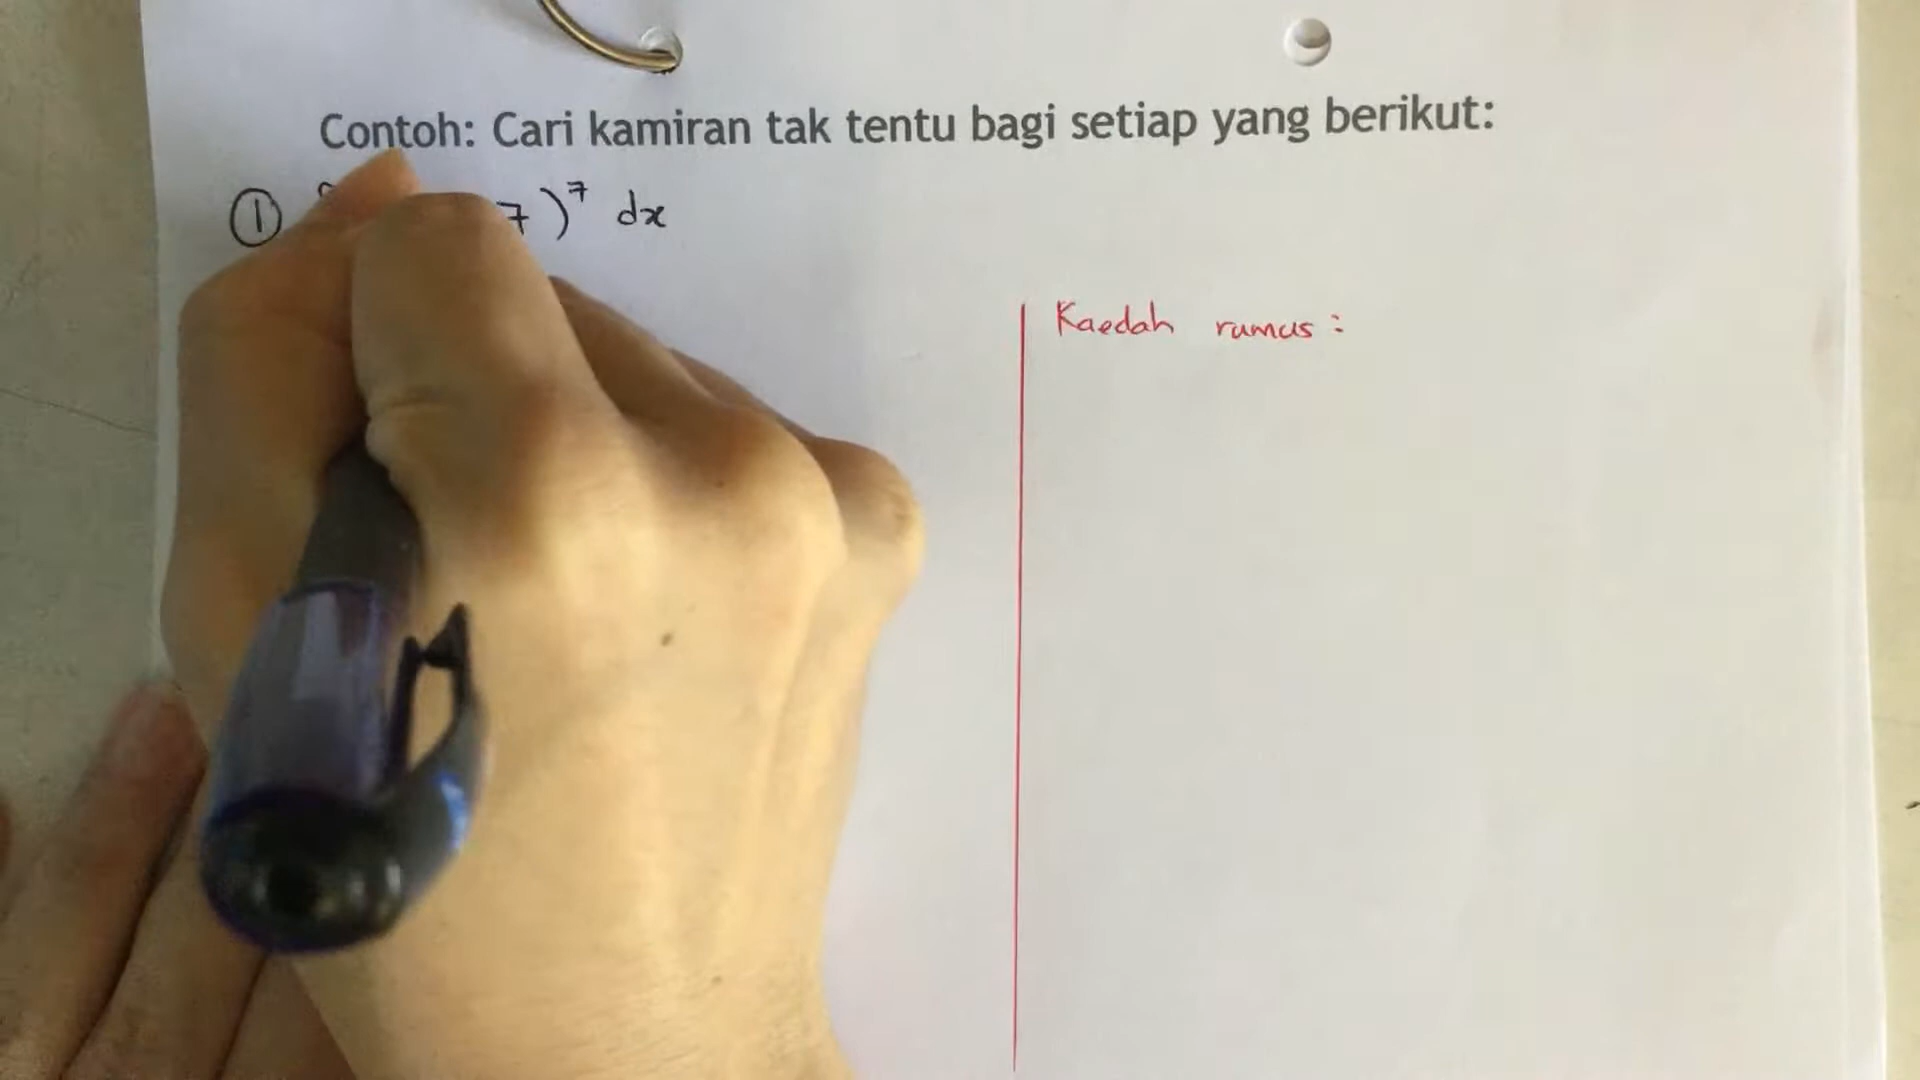 Contoh: Cari kamiran tak tentu bagi setiap yang berikut:
① 7)⁷ dx
Kaedah rumus :